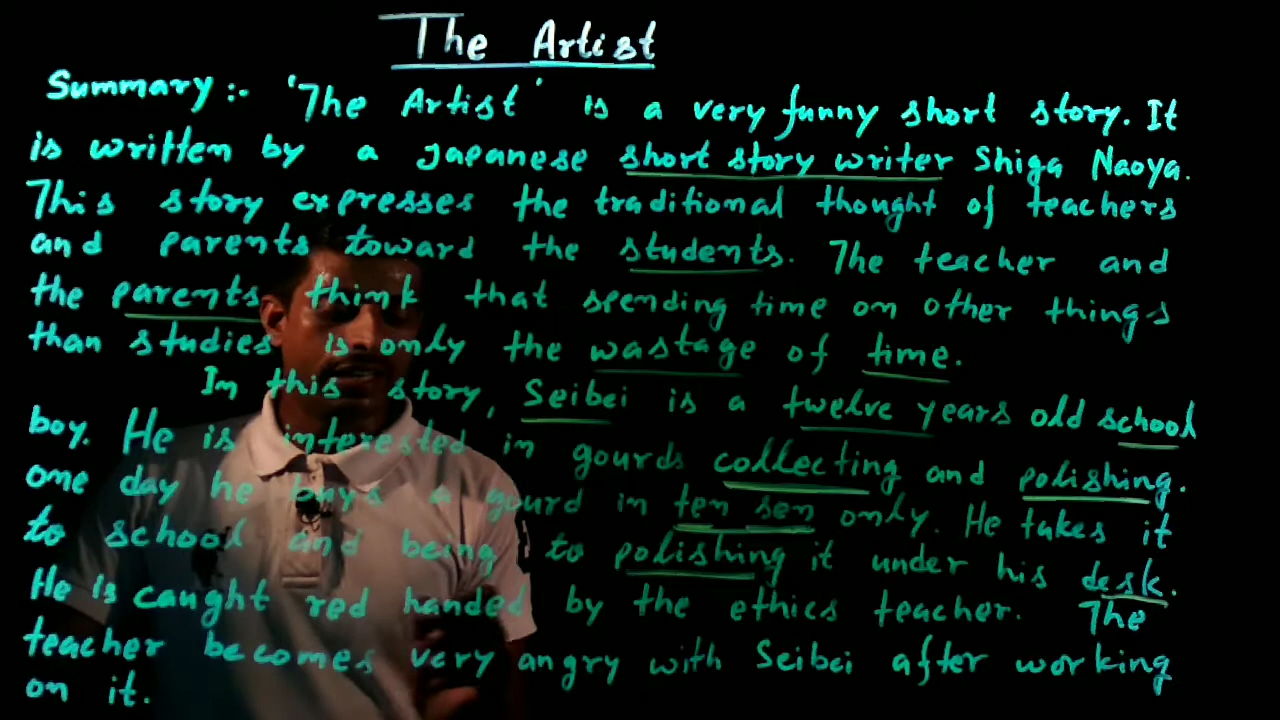 The Artist
Summary:- 'The Artist' is a very funny short story. It
is written by a Japanese short story writer Shiga Naoya.
This story expresses the traditional thought of teachers
and parents toward the students. The teacher and
the parents think that spending time on other things
than studies is only the wastage of time.
In this story, Seibei is a twelve years old school
boy. He is interested in gourds collecting and polishing.
one day he buys a gourd in ten sen only. He takes it
to school and being to polishing it under his desk.
He is caught red handed by the ethics teacher. The
teacher becomes very angry with Seibei after working
on it.